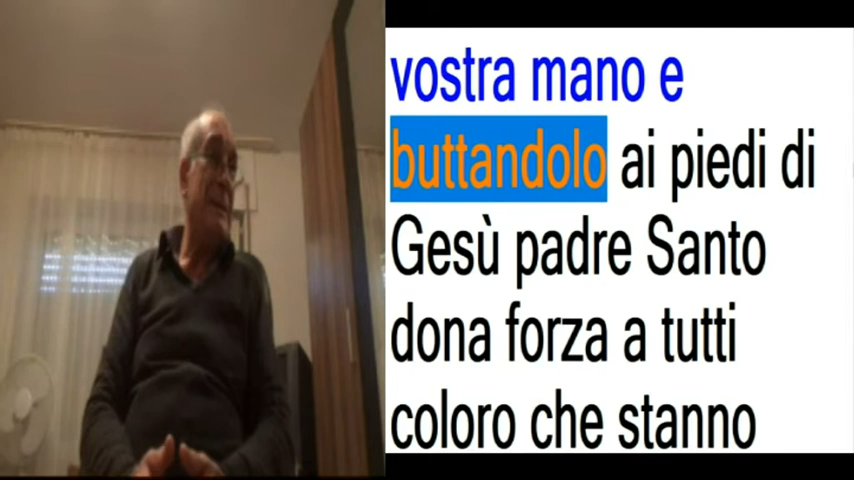 vostra mano e
buttandolo ai piedi di
Gesù padre Santo
dona forza a tutti
coloro che stanno